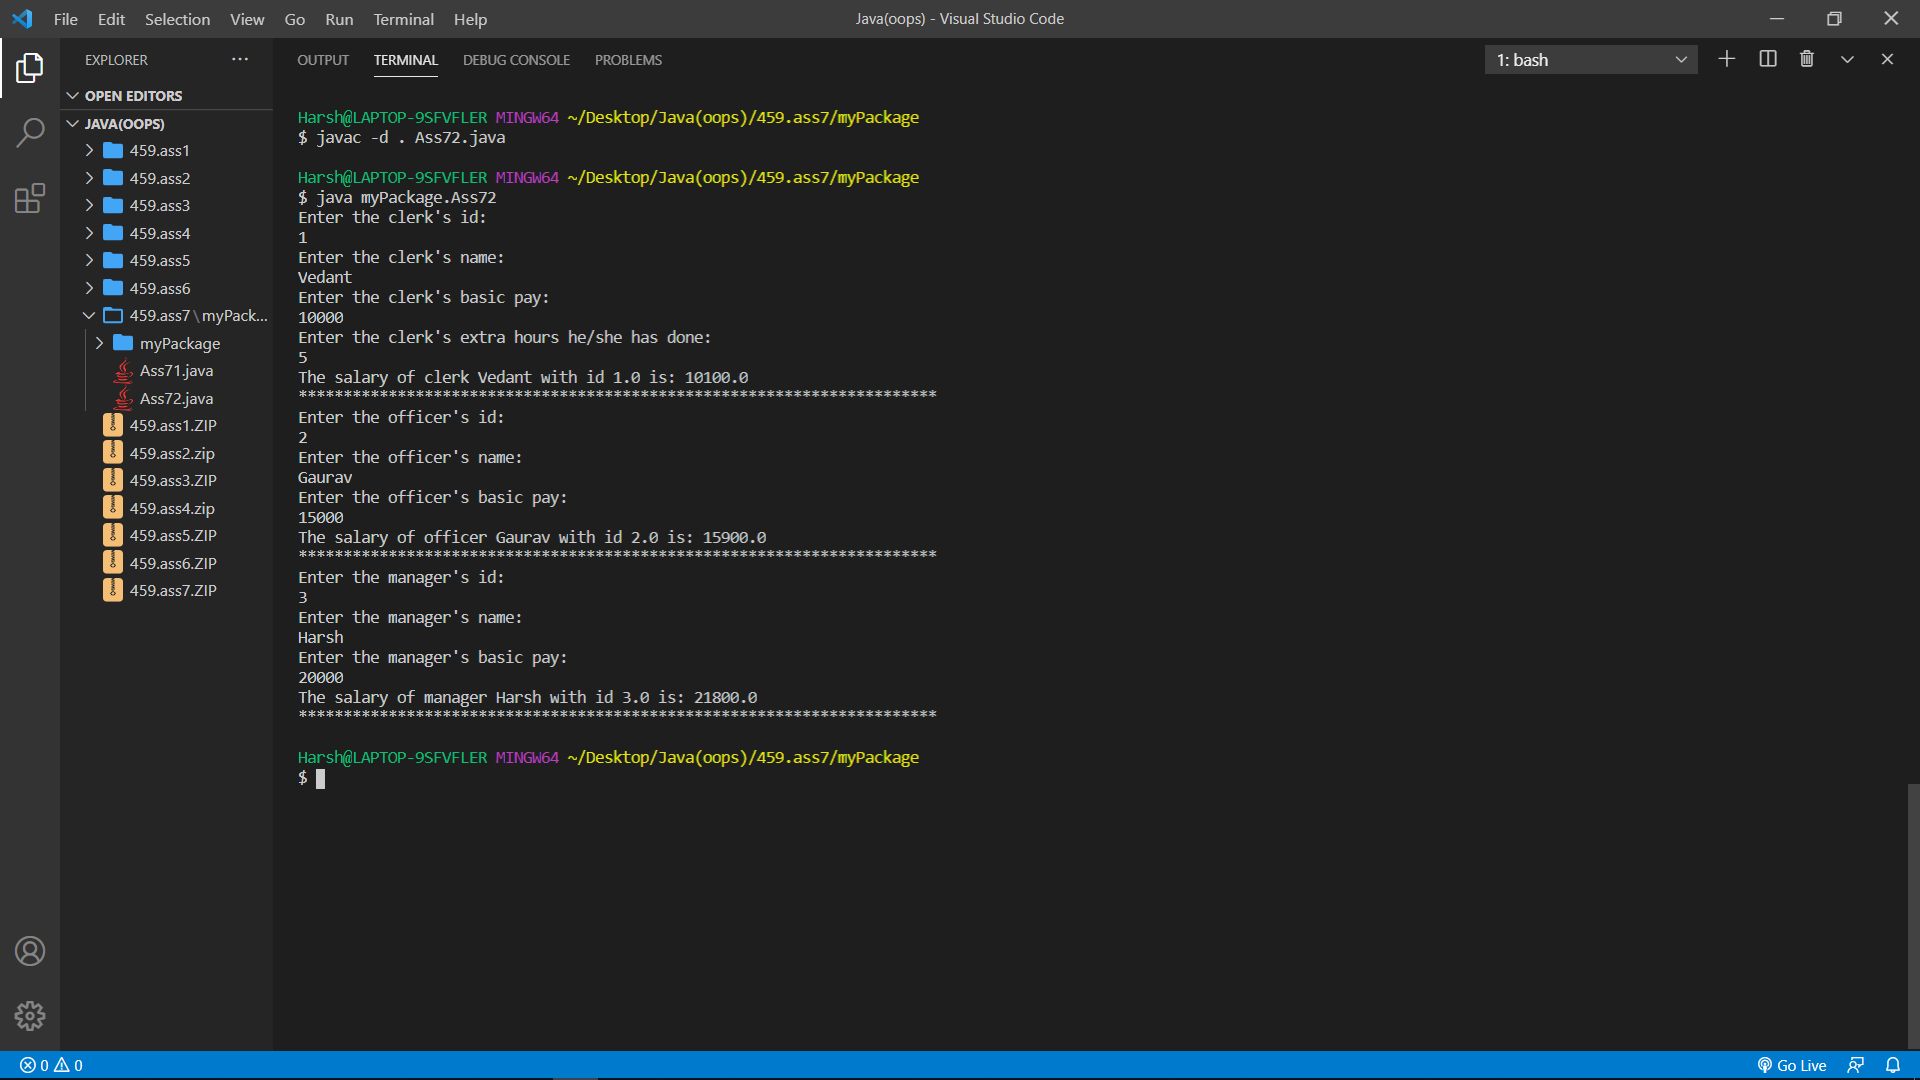 File Edit Selection View Go Run Terminal Help
Java(oops) - Visual Studio Code
EXPLORER
OPEN EDITORS
JAVA(OOPS)
459.ass1
459.ass2
459.ass3
459.ass4
459.ass5
459.ass6
459.ass7\myPack...
myPackage
Ass71.java
Ass72.java
459.ass1.ZIP
459.ass2.zip
459.ass3.ZIP
459.ass4.zip
459.ass5.ZIP
459.ass6.ZIP
459.ass7.ZIP
OUTPUT TERMINAL DEBUG CONSOLE PROBLEMS
1: bash
Harsh@LAPTOP-9SFVFLER MINGW64 ~/Desktop/Java(oops)/459.ass7/myPackage
$ javac -d . Ass72.java
Harsh@LAPTOP-9SFVFLER MINGW64 ~/Desktop/Java(oops)/459.ass7/myPackage
$ java myPackage.Ass72
Enter the clerk's id:
1
Enter the clerk's name:
Vedant
Enter the clerk's basic pay:
10000
Enter the clerk's extra hours he/she has done:
5
The salary of clerk Vedant with id 1.0 is: 10100.0
***********************************************************************
Enter the officer's id:
2
Enter the officer's name:
Gaurav
Enter the officer's basic pay:
15000
The salary of officer Gaurav with id 2.0 is: 15900.0
***********************************************************************
Enter the manager's id:
3
Enter the manager's name:
Harsh
Enter the manager's basic pay:
20000
The salary of manager Harsh with id 3.0 is: 21800.0
***********************************************************************
Harsh@LAPTOP-9SFVFLER MINGW64 ~/Desktop/Java(oops)/459.ass7/myPackage
$
0 0
Go Live